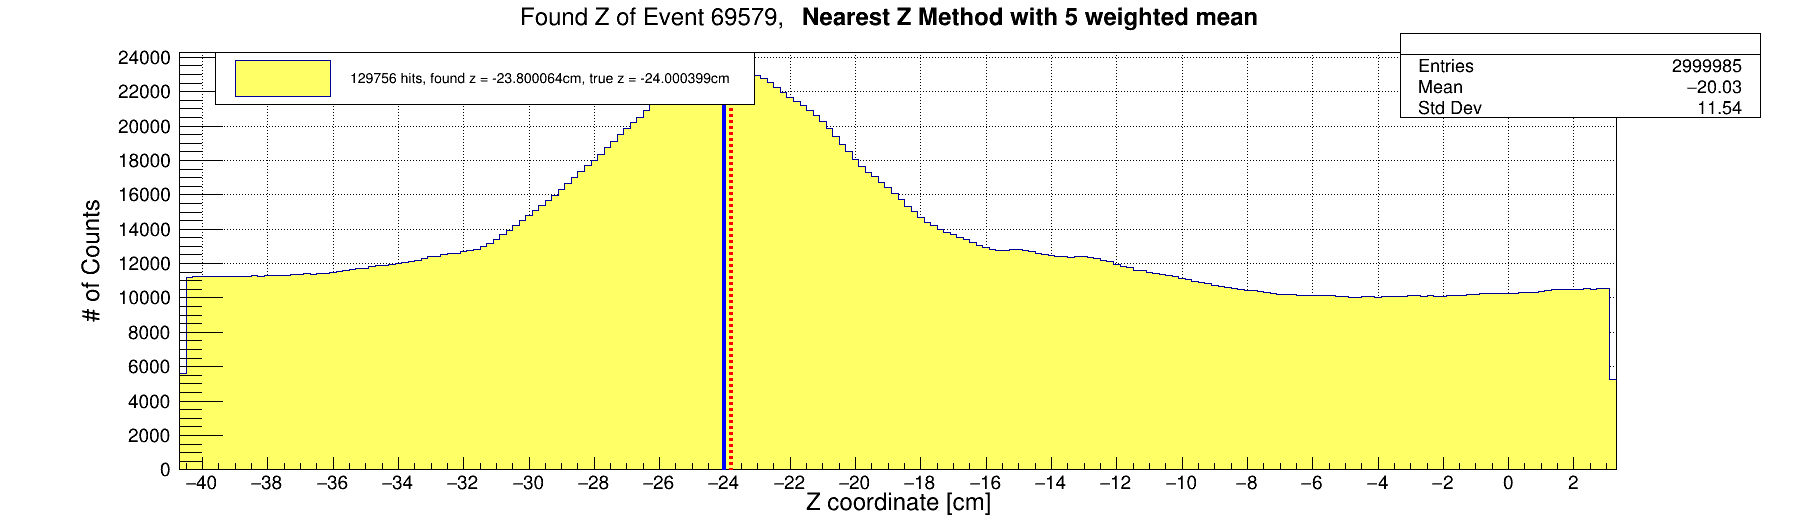 Found Z of Event 69579, Nearest Z Method with 5 weighted mean
129756 hits, found z = -23.800064cm, true z = -24.000399cm
Entries 2999985
Mean −20.03
Std Dev 11.54
24000
22000
20000
18000
16000
14000
12000
10000
8000
6000
4000
2000
0
# of Counts
−40 −38 −36 −34 −32 −30 −28 −26 −24 −22 −20 −18 −16 −14 −12 −10 −8 −6 −4 −2 0 2
Z coordinate [cm]